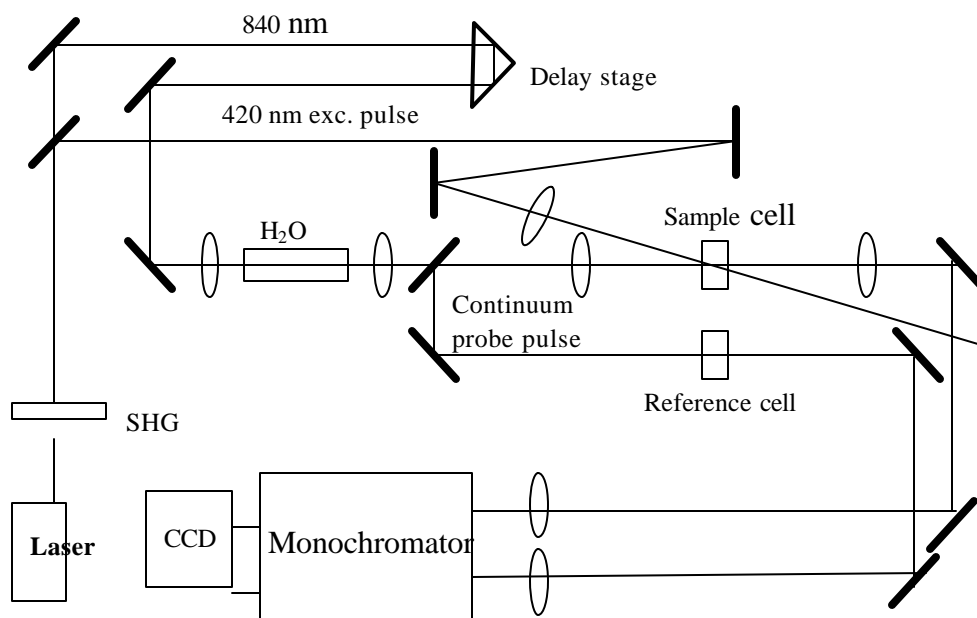 840 nm
Delay stage
420 nm exc. pulse
H₂O
Sample cell
Continuum
probe pulse
Reference cell
SHG
Laser
CCD
Monochromator